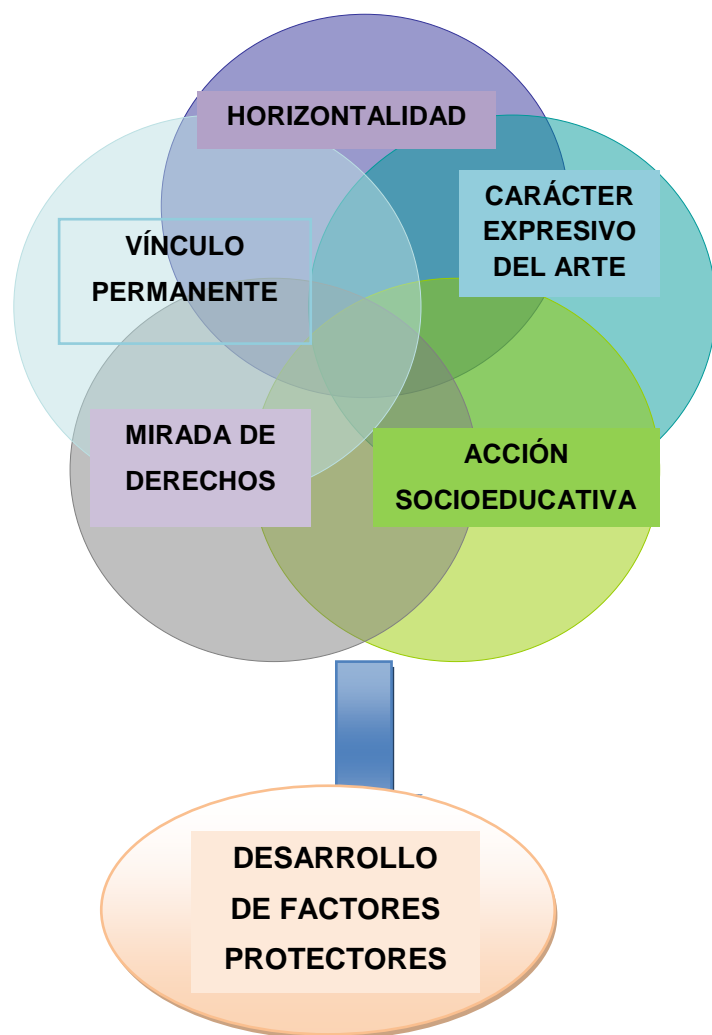 HORIZONTALIDAD
CARÁCTER
EXPRESIVO
DEL ARTE
VÍNCULO
PERMANENTE
MIRADA DE
DERECHOS
ACCIÓN
SOCIOEDUCATIVA
DESARROLLO
DE FACTORES
PROTECTORES